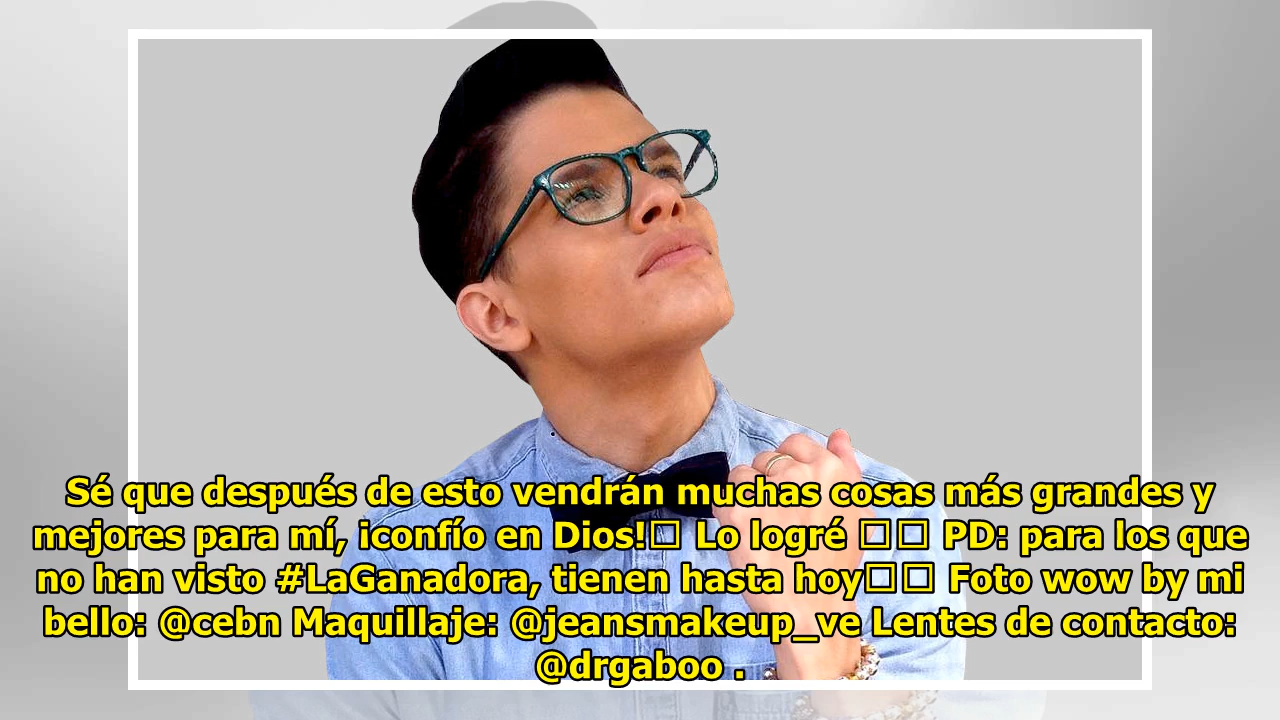 Sé que después de esto vendrán muchas cosas más grandes y
mejores para mí, ¡confío en Dios!□ Lo logré □□ PD: para los que
no han visto #LaGanadora, tienen hasta hoy□□ Foto wow by mi
bello: @cebn Maquillaje: @jeansmakeup_ve Lentes de contacto:
@drgaboo .